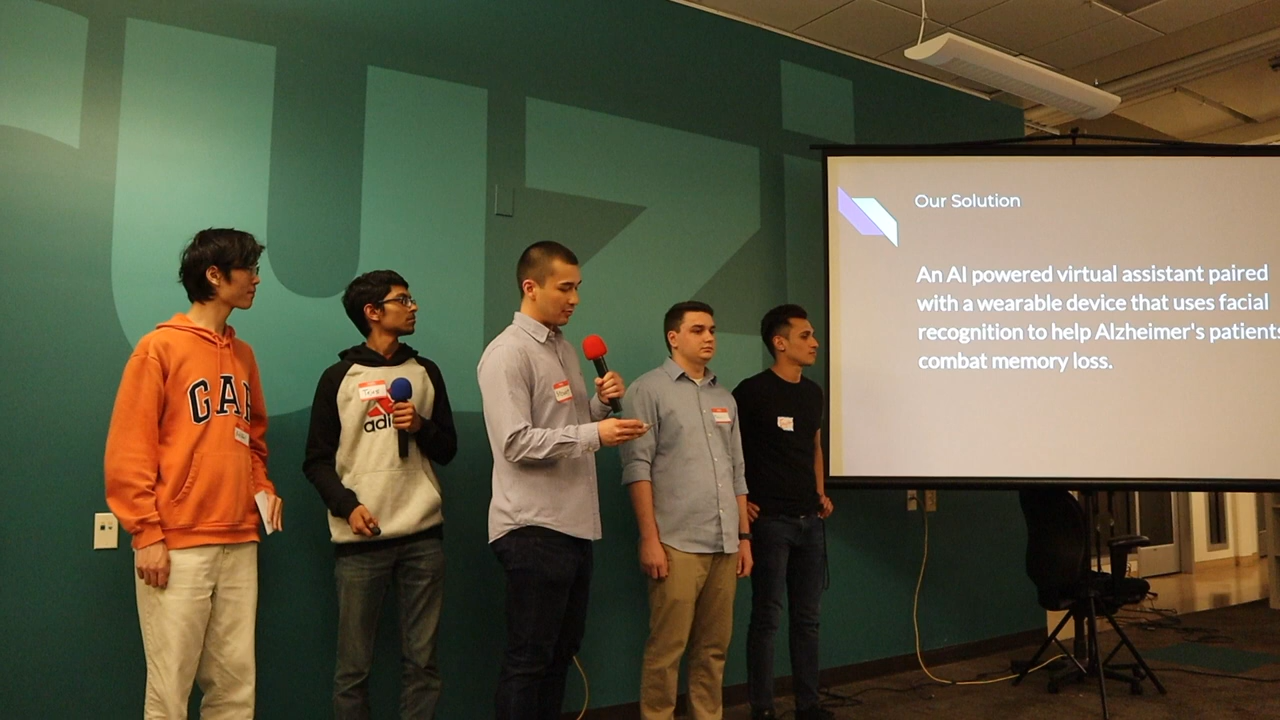 uzi
Our Solution
An AI powered virtual assistant paired
with a wearable device that uses facial
recognition to help Alzheimer's patients
combat memory loss.
GAP
adi